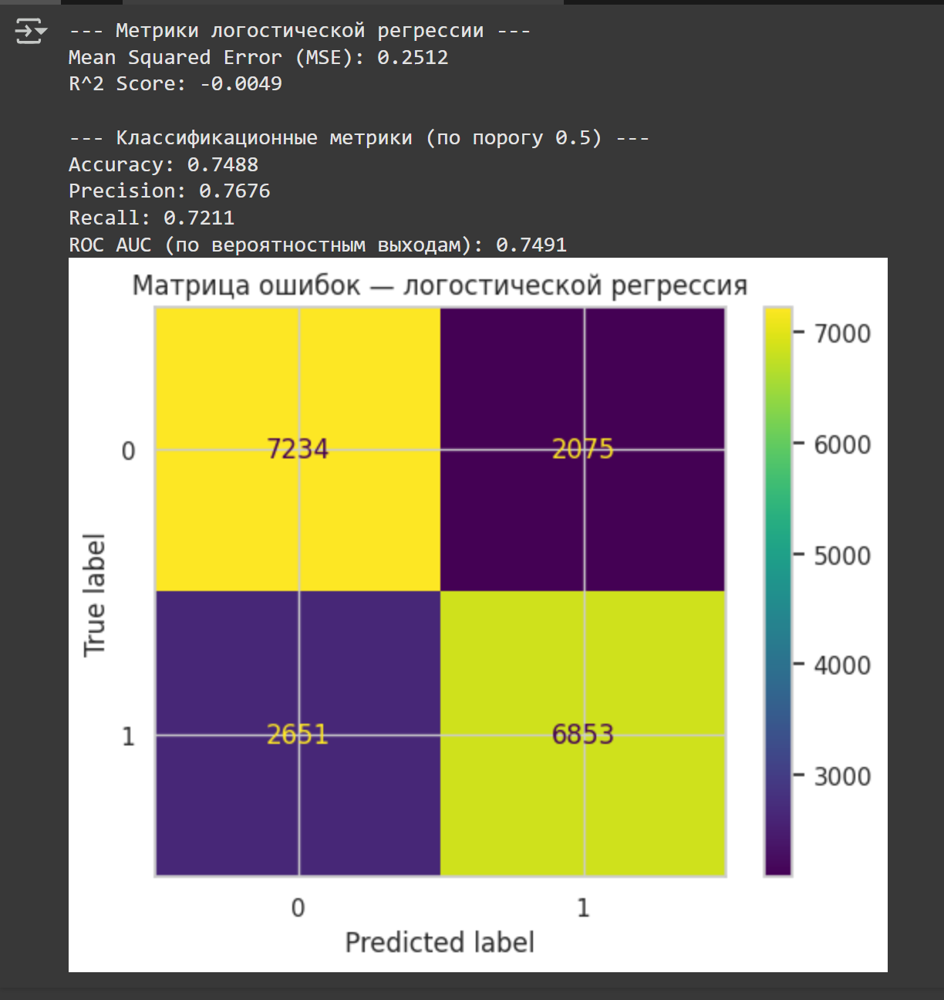 --- Метрики логостической регрессии ---
Mean Squared Error (MSE): 0.2512
R^2 Score: -0.0049
--- Классификационные метрики (по порогу 0.5) ---
Accuracy: 0.7488
Precision: 0.7676
Recall: 0.7211
ROC AUC (по вероятностным выходам): 0.7491
Матрица ошибок — логостической регрессия
7000
0
7234
2075
6000
5000
True label
4000
1
2651
6853
3000
0
1
Predicted label